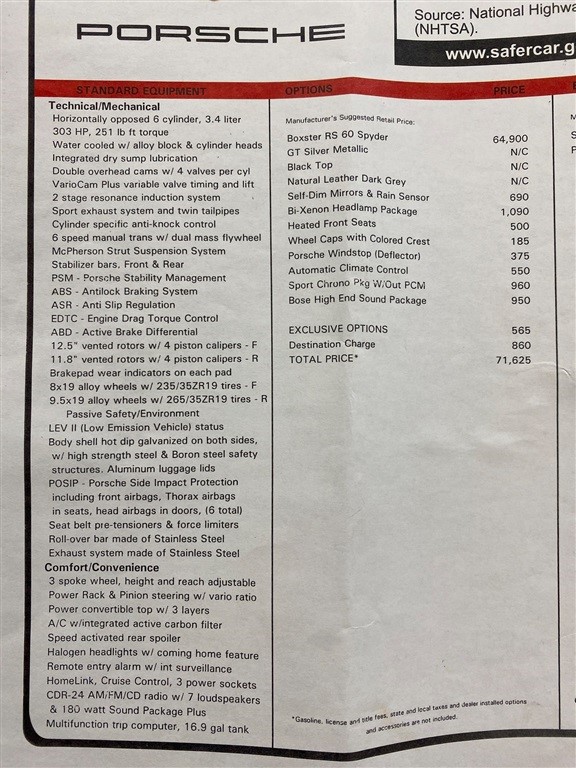 PORSCHE
Source: National Highwa
(NHTSA).
www.safercar.g
STANDARD EQUIPMENT
Technical/Mechanical
Horizontally opposed 6 cylinder, 3.4 liter
303 HP, 251 lb ft torque
Water cooled w/ alloy block & cylinder heads
Integrated dry sump lubrication
Double overhead cams w/ 4 valves per cyl
VarioCam Plus variable valve timing and lift
2 stage resonance induction system
Sport exhaust system and twin tailpipes
Cylinder specific anti-knock control
6 speed manual trans w/ dual mass flywheel
McPherson Strut Suspension System
Stabilizer bars, Front & Rear
PSM - Porsche Stability Management
ABS - Antilock Braking System
ASR - Anti Slip Regulation
EDTC - Engine Drag Torque Control
ABD - Active Brake Differential
12.5" vented rotors w/ 4 piston calipers - F
11.8" vented rotors w/ 4 piston calipers - R
Brakepad wear indicators on each pad
8x19 alloy wheels w/ 235/35ZR19 tires - F
9.5x19 alloy wheels w/ 265/35ZR19 tires - R
Passive Safety/Environment
LEV II (Low Emission Vehicle) status
Body shell hot dip galvanized on both sides,
w/ high strength steel & Boron steel safety
structures. Aluminum luggage lids
POSIP - Porsche Side Impact Protection
including front airbags, Thorax airbags
in seats, head airbags in doors, (6 total)
Seat belt pre-tensioners & force limiters
Roll-over bar made of Stainless Steel
Exhaust system made of Stainless Steel
Comfort/Convenience
3 spoke wheel, height and reach adjustable
Power Rack & Pinion steering w/ vario ratio
Power convertible top w/ 3 layers
A/C w/integrated active carbon filter
Speed activated rear spoiler
Halogen headlights w/ coming home feature
Remote entry alarm w/ int surveillance
HomeLink, Cruise Control, 3 power sockets
CDR-24 AM/FM/CD radio w/ 7 loudspeakers
& 180 watt Sound Package Plus
Multifunction trip computer, 16.9 gal tank
OPTIONS PRICE
Manufacturer's Suggested Retail Price:
Boxster RS 60 Spyder 64,900
GT Silver Metallic N/C
Black Top N/C
Natural Leather Dark Grey N/C
Self-Dim Mirrors & Rain Sensor 690
Bi-Xenon Headlamp Package 1,090
Heated Front Seats 500
Wheel Caps with Colored Crest 185
Porsche Windstop (Deflector) 375
Automatic Climate Control 550
Sport Chrono Pkg W/Out PCM 960
Bose High End Sound Package 950
EXCLUSIVE OPTIONS 565
Destination Charge 860
TOTAL PRICE* 71,625
*Gasoline, license and title fees, state and local taxes and dealer installed options
and accessories are not included.